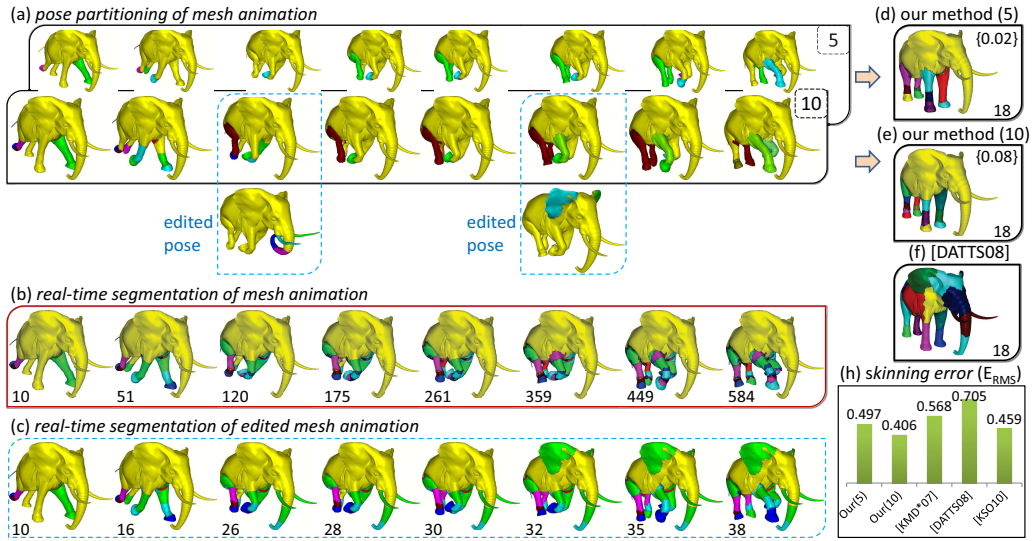 (a) pose partitioning of mesh animation
5
10
edited
pose
edited
pose
(b) real-time segmentation of mesh animation
10 51 120 175 261 359 449 584
(c) real-time segmentation of edited mesh animation
10 16 26 28 30 32 35 38
(d) our method (5)
{0.02}
18
(e) our method (10)
{0.08}
18
(f) [DATTS08]
18
(h) skinning error (E_RMS)
0.497
0.406
0.568
0.705
0.459
Our(5)
Our(10)
[KMD*07]
[DATTS08]
[KSO10]